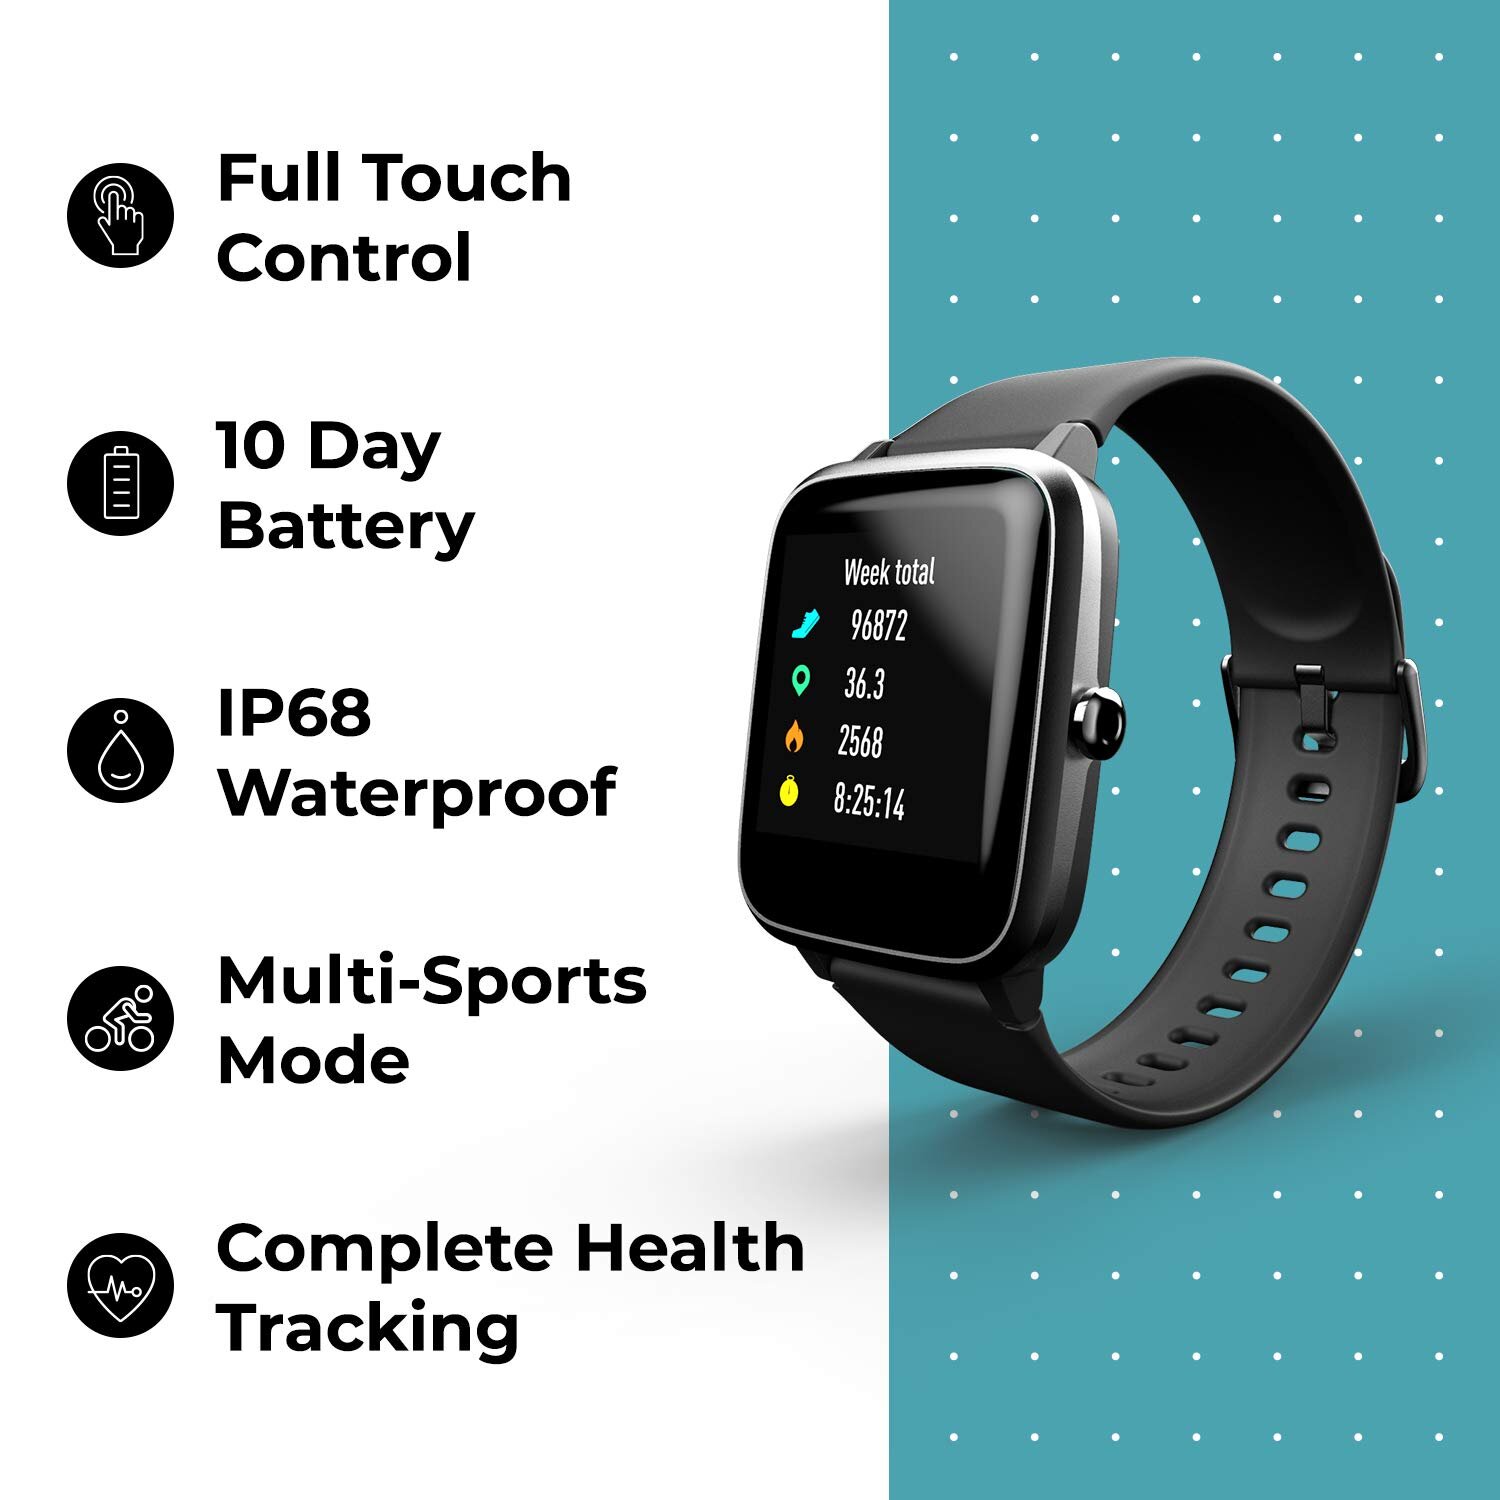 Full Touch
Control
10 Day
Battery
IP68
Waterproof
Multi-Sports
Mode
Complete Health
Tracking
Week total
96872
36.3
2568
8:25:14